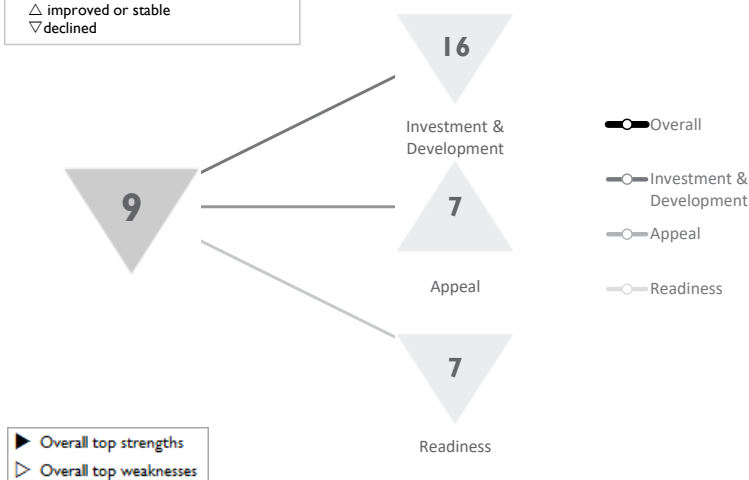 △ improved or stable
▽ declined
16
Investment &
Development
9
7
Appeal
7
Readiness
Overall
Investment &
Development
Appeal
Readiness
▶ Overall top strengths
▷ Overall top weaknesses